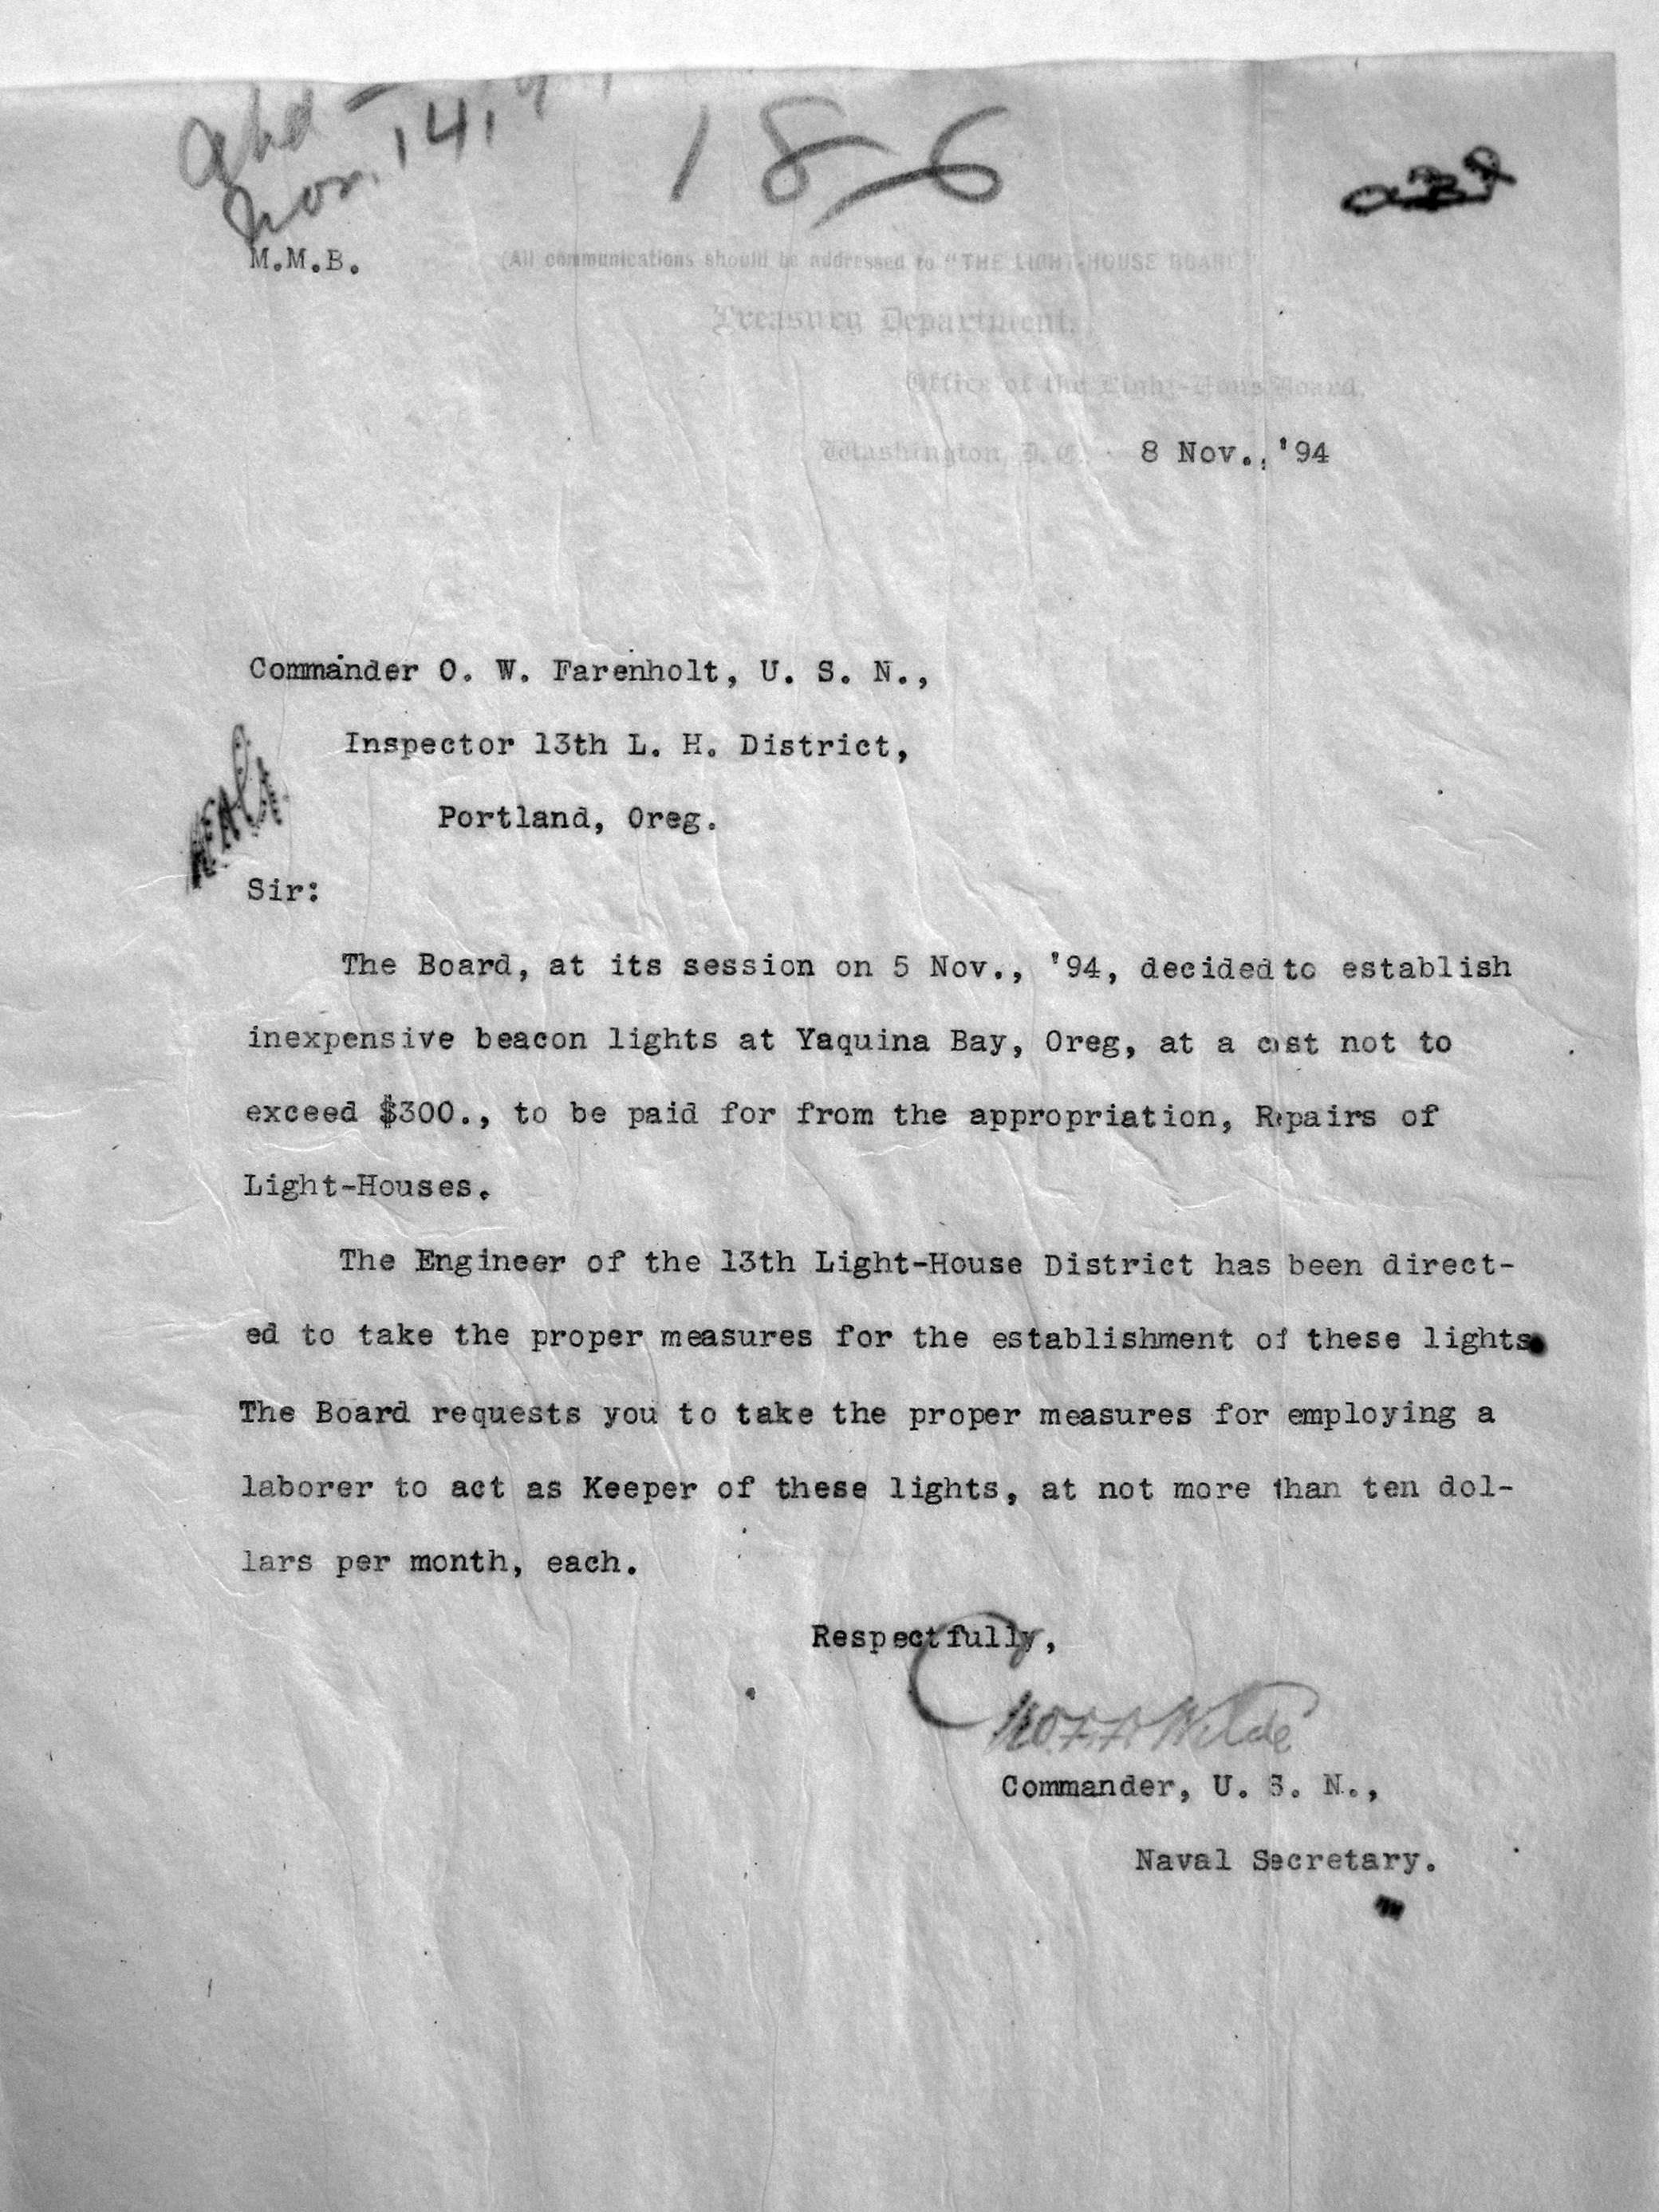 Nov. 14,
186
M.M.B.
(All communications should be addressed to "THE LIGHT-HOUSE BOARD."
Treasury Department,
Office of the Light-House Board,
Washington, D. C. 8 Nov., '94
Commander O. W. Farenholt, U. S. N.,
Inspector 13th L. H. District,
Portland, Oreg.
Sir:
The Board, at its session on 5 Nov., '94, decided to establish
inexpensive beacon lights at Yaquina Bay, Oreg, at a cost not to
exceed $300., to be paid for from the appropriation, Repairs of
Light-Houses.
The Engineer of the 13th Light-House District has been direct-
ed to take the proper measures for the establishment of these lights.
The Board requests you to take the proper measures for employing a
laborer to act as Keeper of these lights, at not more than ten dol-
lars per month, each.
Respectfully,
Wilde
Commander, U. S. N.,
Naval Secretary.